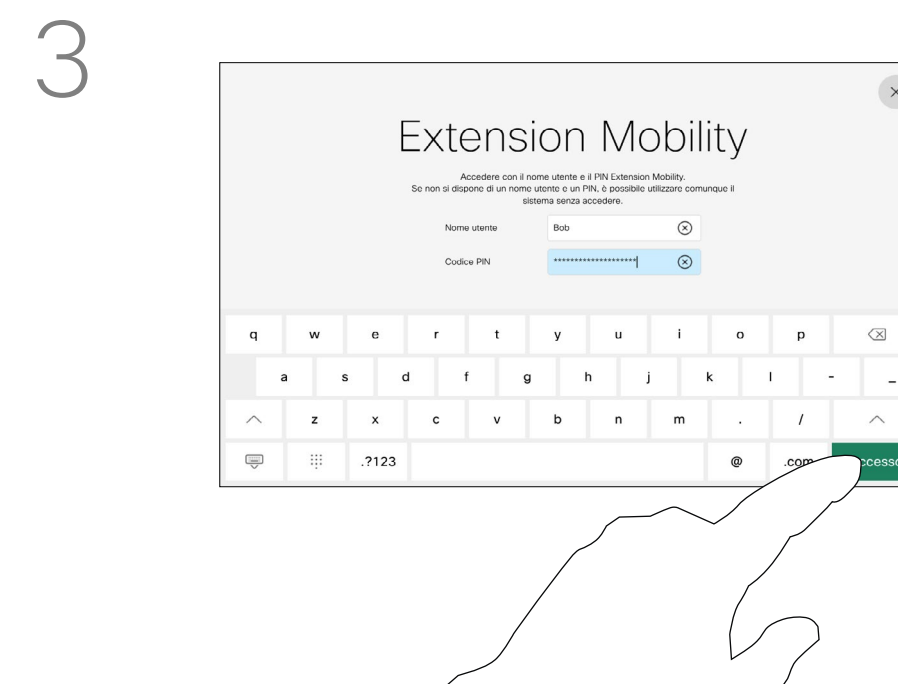 3
Extension Mobility
Accedere con il nome utente e il PIN Extension Mobility.
Se non si dispone di un nome utente e un PIN, è possibile utilizzare comunque il
sistema senza accedere.
Nome utente Bob
Codice PIN ********************
q w e r t y u i o p
a s d f g h j k l - _
z x c v b n m . /
.?123 @ .com ccesso